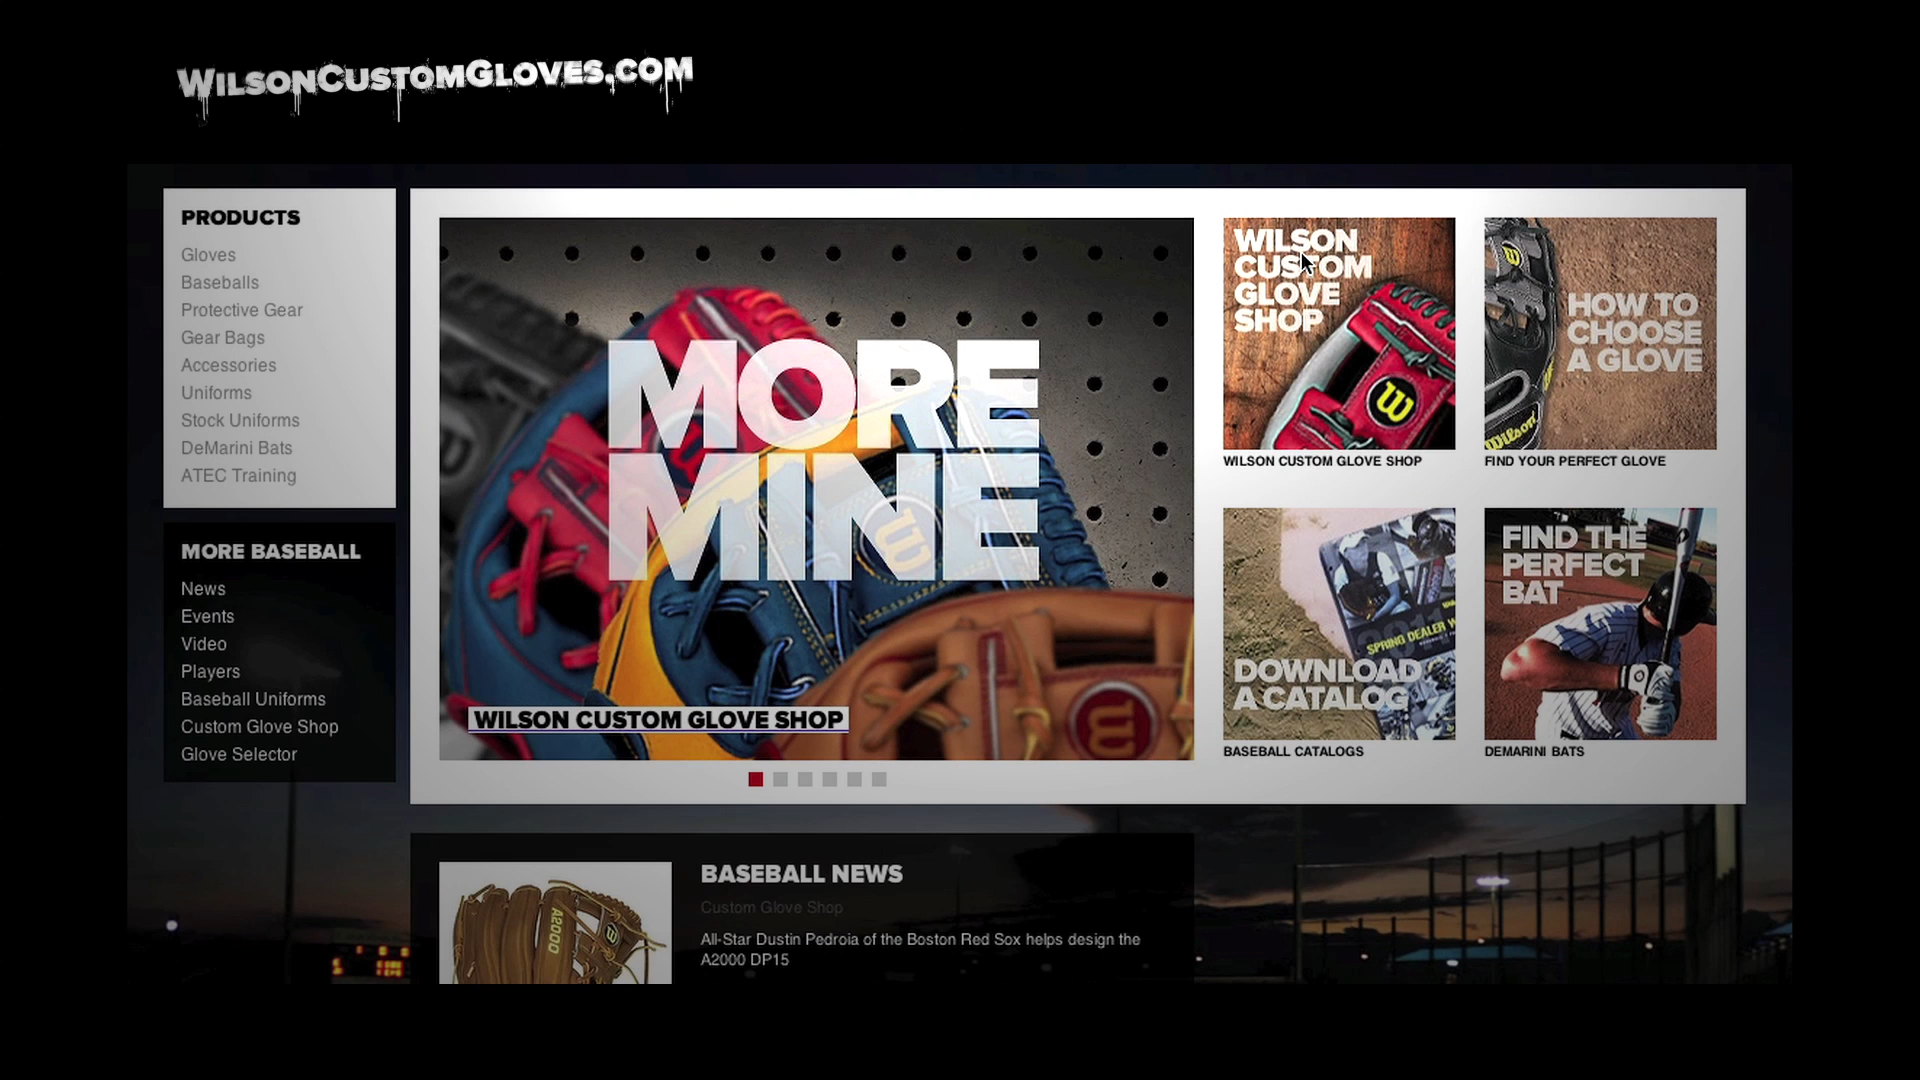 WILSONCUSTOMGLOVES.COM
PRODUCTS
Gloves
Baseballs
Protective Gear
Gear Bags
Accessories
Uniforms
Stock Uniforms
DeMarini Bats
ATEC Training
MORE BASEBALL
News
Events
Video
Players
Baseball Uniforms
Custom Glove Shop
Glove Selector
MORE
MINE
WILSON CUSTOM GLOVE SHOP
WILSON
CUSTOM
GLOVE
SHOP
WILSON CUSTOM GLOVE SHOP
HOW TO
CHOOSE
A GLOVE
Wilson
FIND YOUR PERFECT GLOVE
SPRING DEALER
DOWNLOAD
A CATALOG
BASEBALL CATALOGS
FIND THE
PERFECT
BAT
DEMARINI BATS
A2000
BASEBALL NEWS
Custom Glove Shop
All-Star Dustin Pedroia of the Boston Red Sox helps design the
A2000 DP15